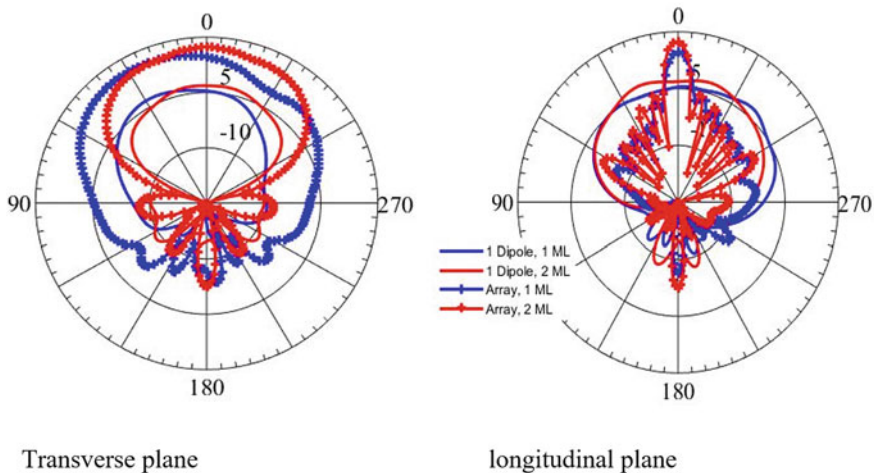 0
5
-10
90
270
180
0
5
90
270
180
1 Dipole, 1 ML
1 Dipole, 2 ML
Array, 1 ML
Array, 2 ML
Transverse plane
longitudinal plane